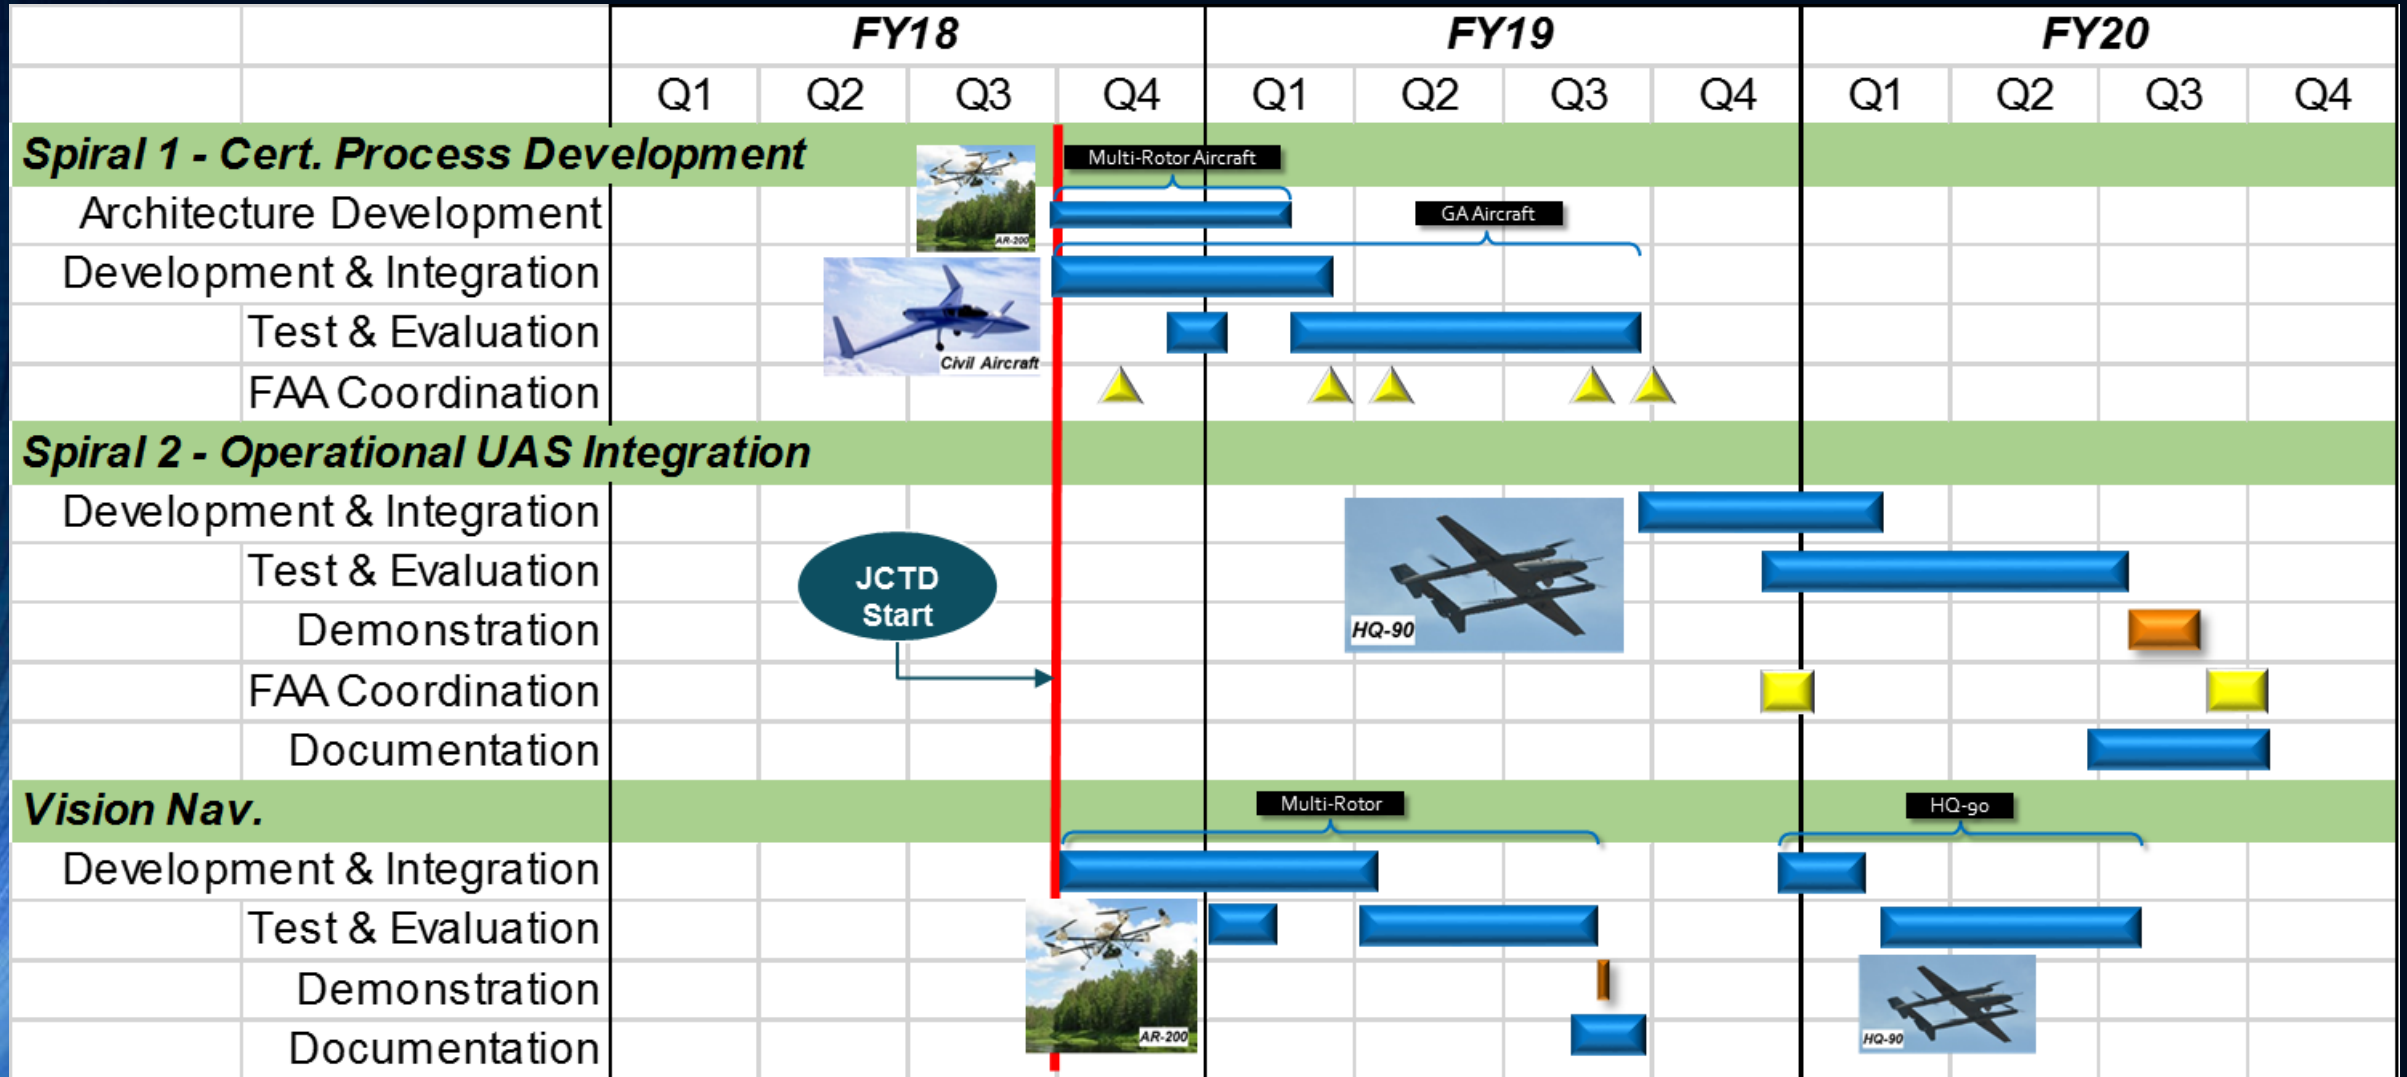 FY18 FY19 FY20
Q1 Q2 Q3 Q4 Q1 Q2 Q3 Q4 Q1 Q2 Q3 Q4
Spiral 1 - Cert. Process Development
Multi-Rotor Aircraft
AR-200
Architecture Development
GA Aircraft
Development & Integration
Civil Aircraft
Test & Evaluation
FAA Coordination
Spiral 2 - Operational UAS Integration
Development & Integration
Test & Evaluation
JCTD
Start
Demonstration
HQ-90
FAA Coordination
Documentation
Vision Nav.
Multi-Rotor
HQ-90
Development & Integration
Test & Evaluation
Demonstration
Documentation
AR-200
HQ-90